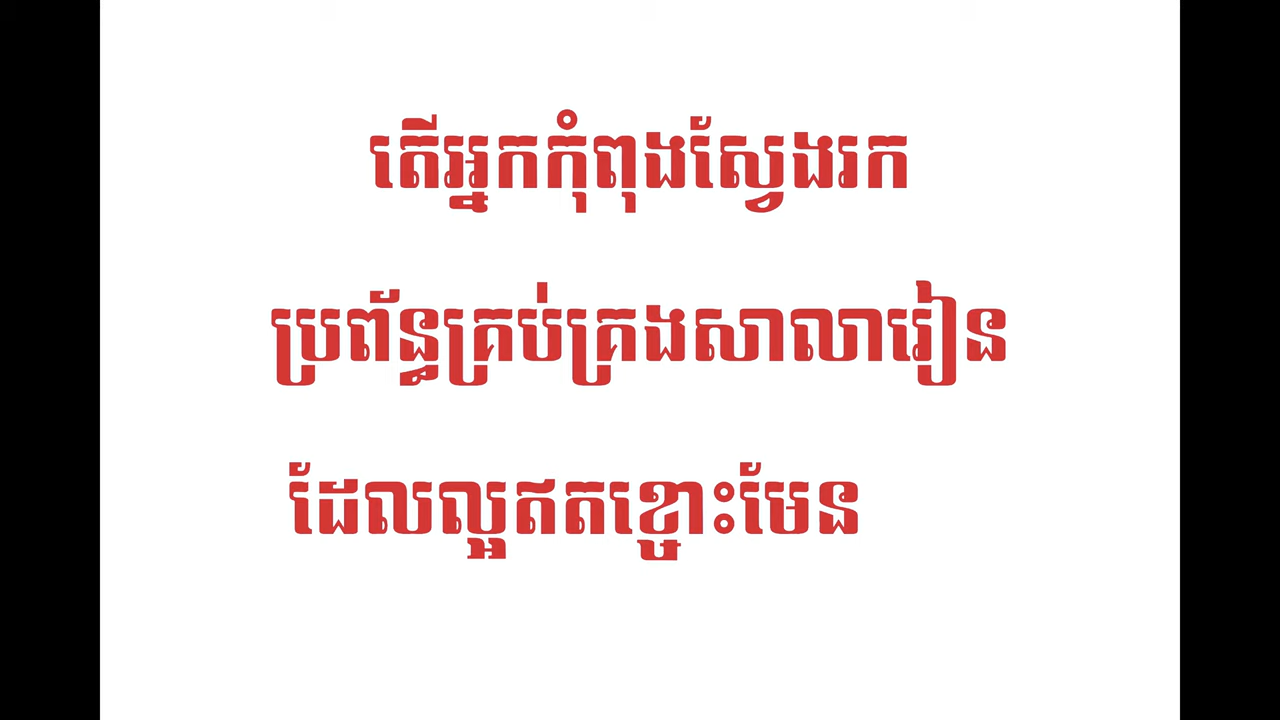 តើអ្នកកុំពុងស្វែងរក
ប្រព័ន្ធគ្រប់គ្រងសាលារៀន
ដែលល្អឥតខ្ចោះមែន